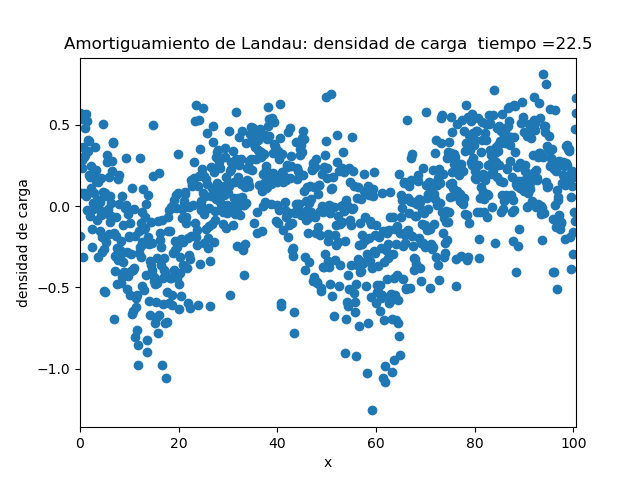 Amortiguamiento de Landau: densidad de carga  tiempo =22.5
densidad de carga
0.5
0.0
−0.5
−1.0
0 20 40 60 80 100
x